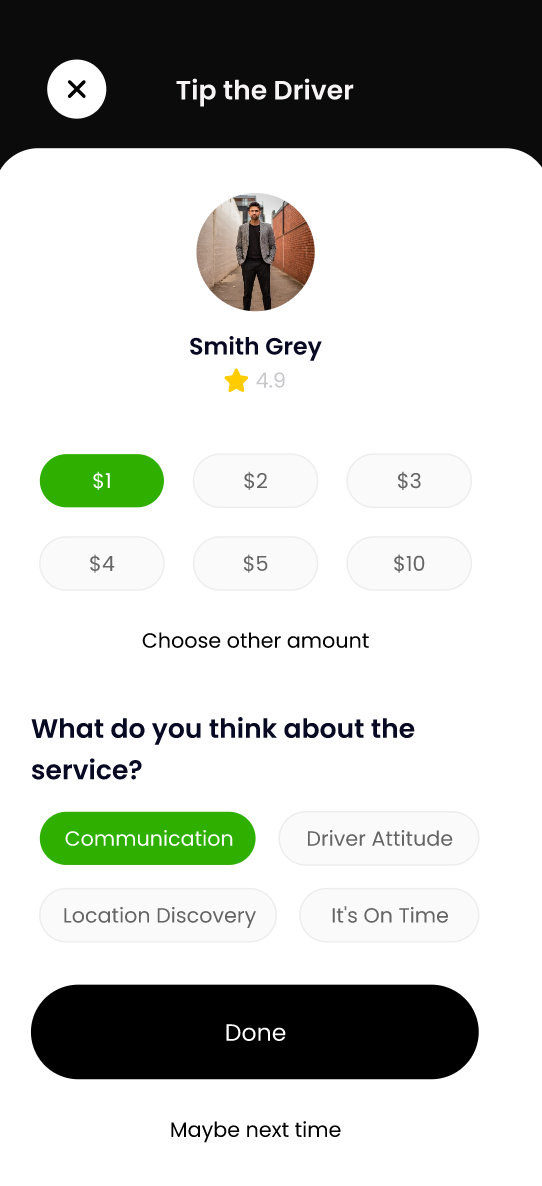 Tip the Driver
Smith Grey
4.9
$1 $2 $3
$4 $5 $10
Choose other amount
What do you think about the
service?
Communication Driver Attitude
Location Discovery It's On Time
Done
Maybe next time